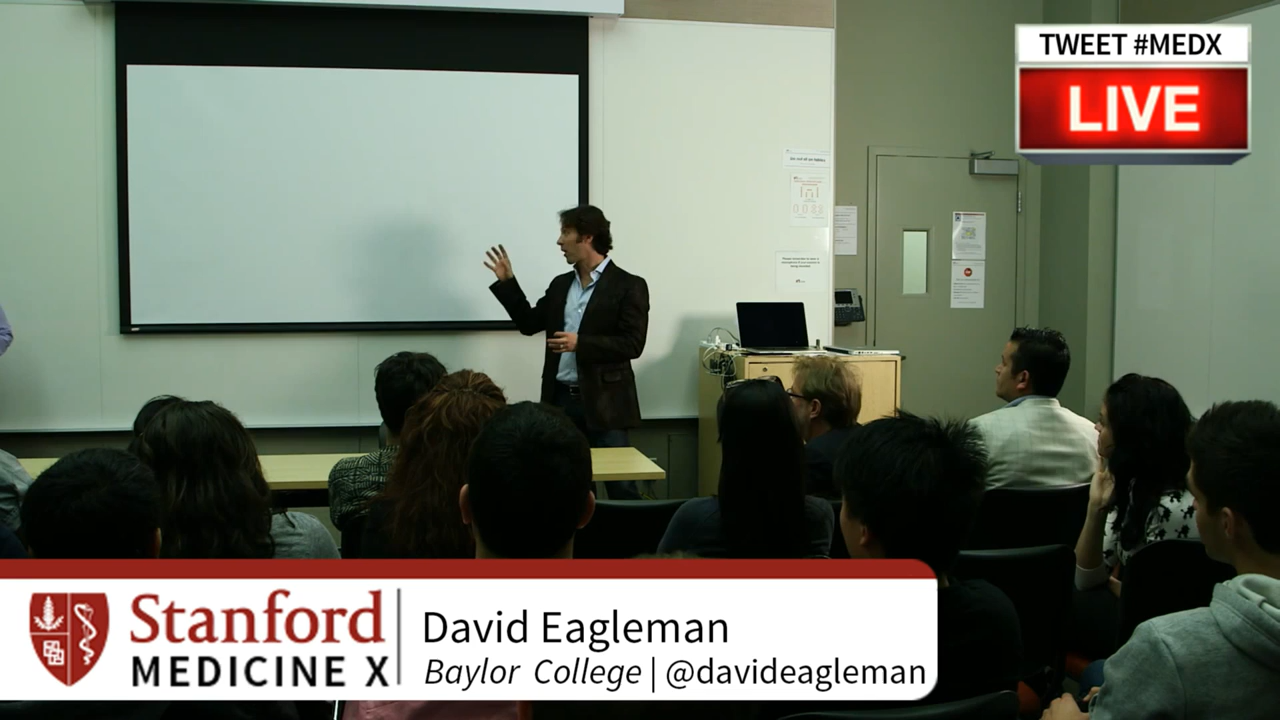 TWEET #MEDX
LIVE
Stanford
MEDICINE X
David Eagleman
Baylor College | @davideagleman